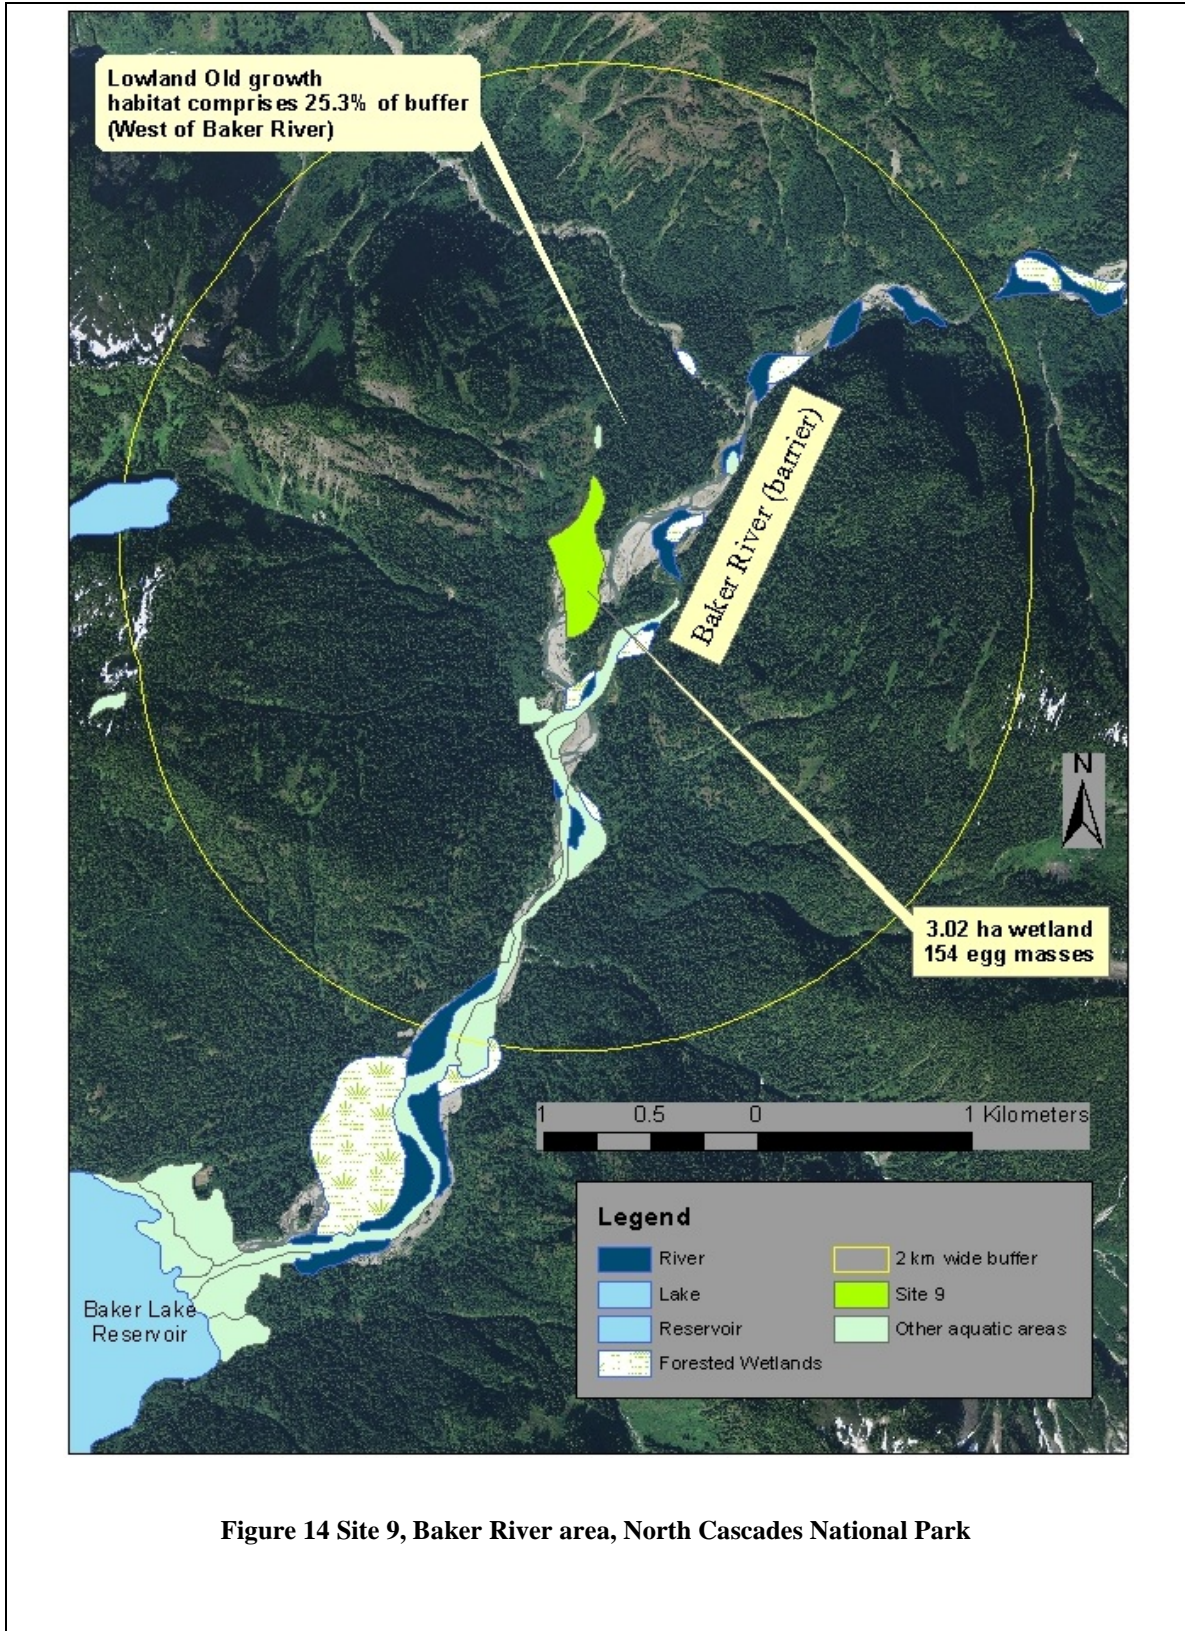 Lowland Old growth
habitat comprises 25.3% of buffer
(West of Baker River)
Baker River (barrier)
N
3.02 ha wetland
154 egg masses
1 0.5 0 1 Kilometers
Baker Lake
Reservoir
Legend
River
Lake
Reservoir
Forested Wetlands
2 km wide buffer
Site 9
Other aquatic areas
Figure 14 Site 9, Baker River area, North Cascades National Park